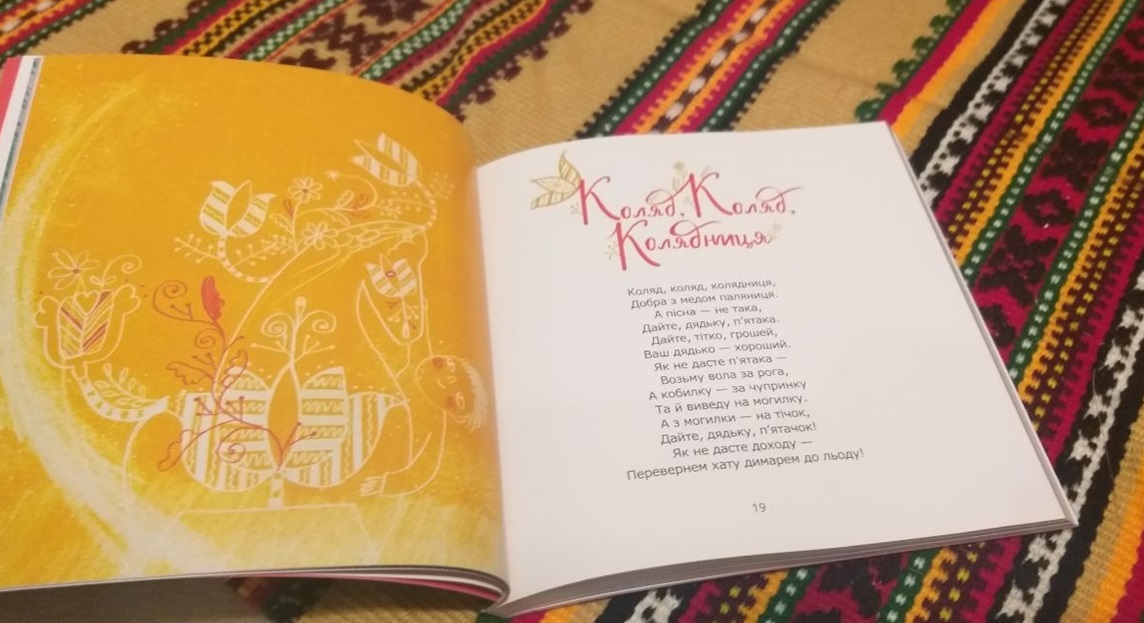 Коляд, Коляд,
Колядниця
Коляд, коляд, колядниця,
Добра з медом паляниця.
А пісна — не така,
Дайте, дядьку, п'ятака.
Дайте, тітко, грошей,
Ваш дядько — хороший.
Як не дасте п'ятака —
Возьму вола за рога,
А кобилку — за чупринку
Та й виведу на могилку.
А з могилки — на тічок,
Дайте, дядьку, п'ятачок!
Як не дасте доходу —
Перевернем хату димарем до льоду!
19